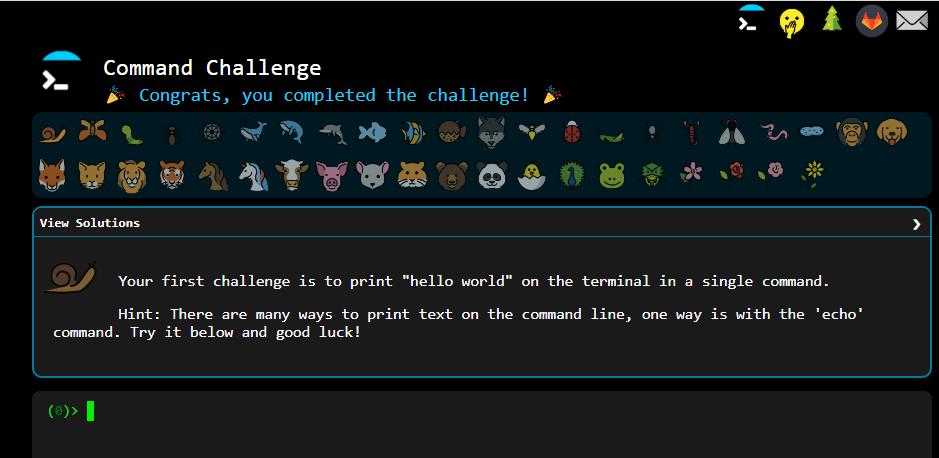 Command Challenge
Congrats, you completed the challenge!
View Solutions
Your first challenge is to print "hello world" on the terminal in a single command.
Hint: There are many ways to print text on the command line, one way is with the 'echo'
command. Try it below and good luck!
(0)>